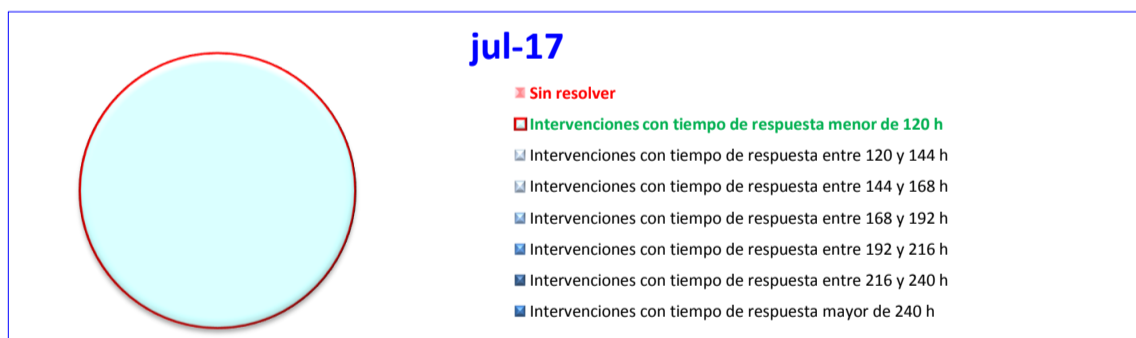 jul-17
Sin resolver
Intervenciones con tiempo de respuesta menor de 120 h
Intervenciones con tiempo de respuesta entre 120 y 144 h
Intervenciones con tiempo de respuesta entre 144 y 168 h
Intervenciones con tiempo de respuesta entre 168 y 192 h
Intervenciones con tiempo de respuesta entre 192 y 216 h
Intervenciones con tiempo de respuesta entre 216 y 240 h
Intervenciones con tiempo de respuesta mayor de 240 h